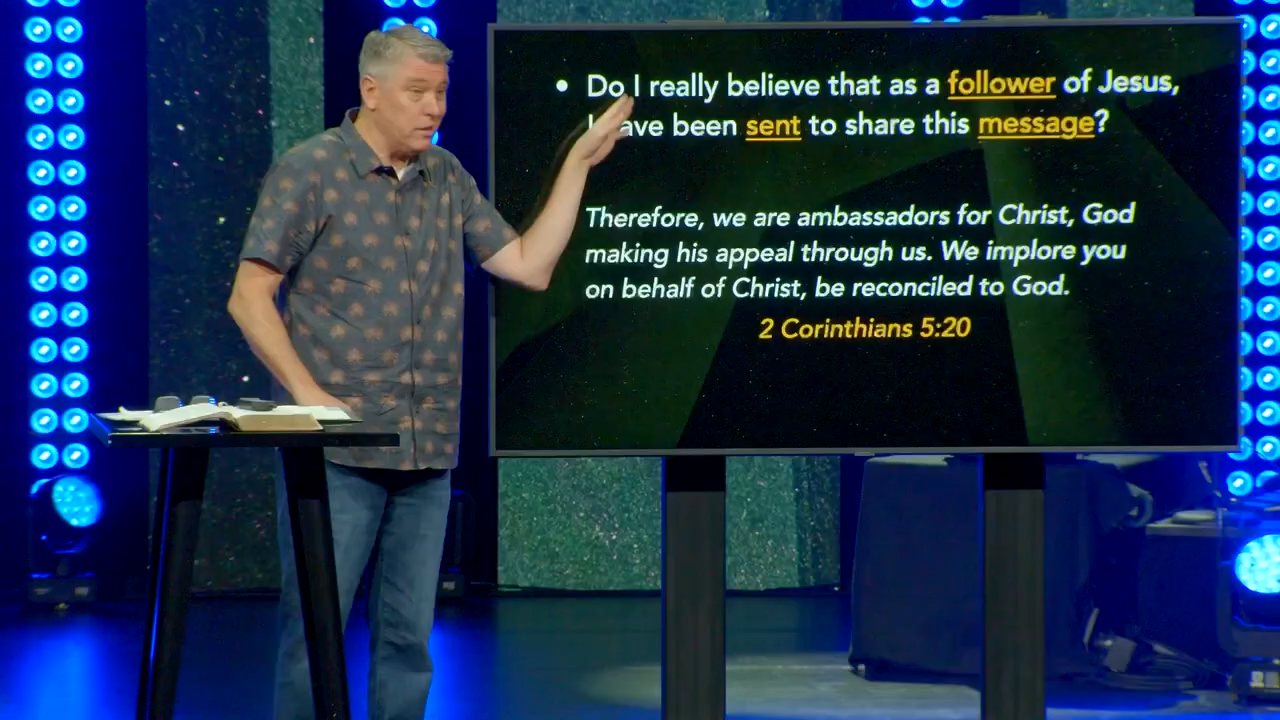 • Do I really believe that as a follower of Jesus,
I have been sent to share this message?
Therefore, we are ambassadors for Christ, God
making his appeal through us. We implore you
on behalf of Christ, be reconciled to God.
2 Corinthians 5:20